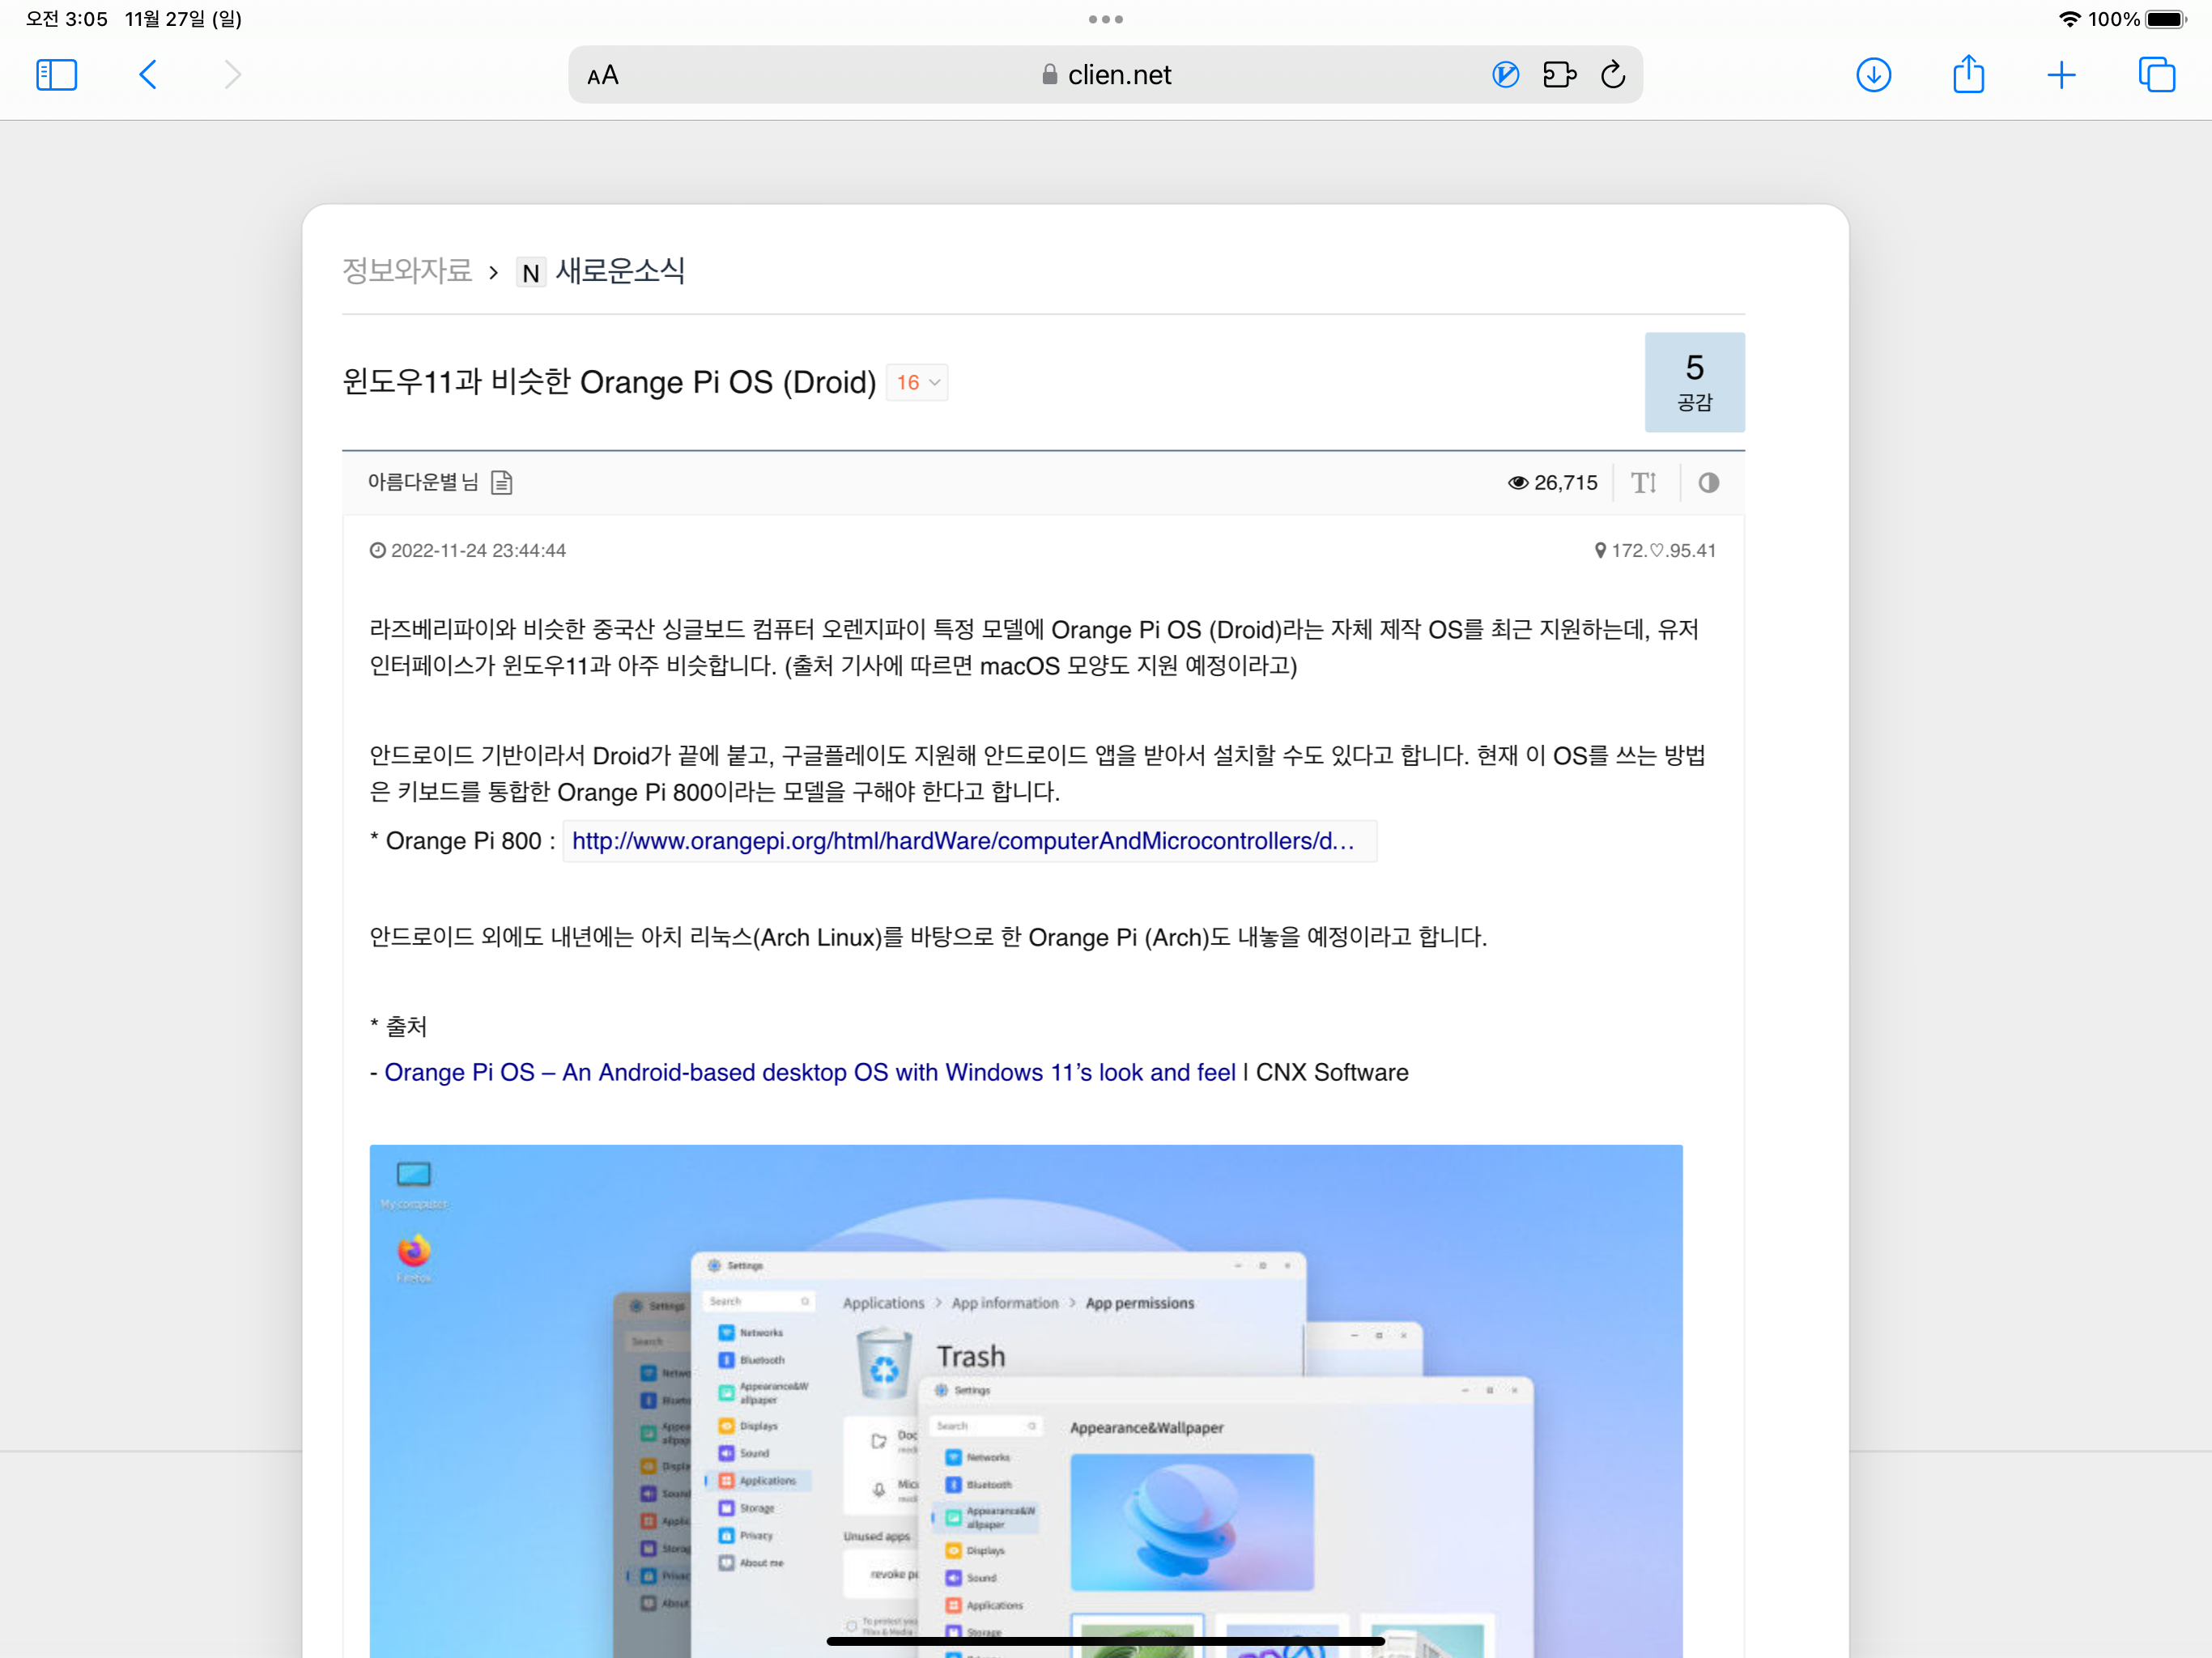 오전 3:05 11월 27일 (일)
100%
AA
clien.net
정보와자료 > N 새로운소식
윈도우11과 비슷한 Orange Pi OS (Droid) 16
5
공감
아름다운별 님
26,715
2022-11-24 23:44:44
172.♡.95.41
라즈베리파이와 비슷한 중국산 싱글보드 컴퓨터 오렌지파이 특정 모델에 Orange Pi OS (Droid)라는 자체 제작 OS를 최근 지원하는데, 유저
인터페이스가 윈도우11과 아주 비슷합니다. (출처 기사에 따르면 macOS 모양도 지원 예정이라고)
안드로이드 기반이라서 Droid가 끝에 붙고, 구글플레이도 지원해 안드로이드 앱을 받아서 설치할 수도 있다고 합니다. 현재 이 OS를 쓰는 방법
은 키보드를 통합한 Orange Pi 800이라는 모델을 구해야 한다고 합니다.
* Orange Pi 800 : http://www.orangepi.org/html/hardWare/computerAndMicrocontrollers/d...
안드로이드 외에도 내년에는 아치 리눅스(Arch Linux)를 바탕으로 한 Orange Pi (Arch)도 내놓을 예정이라고 합니다.
* 출처
- Orange Pi OS – An Android-based desktop OS with Windows 11’s look and feel | CNX Software
My computer
Firefox
Settings
Search
Networks
Bluetooth
Appearance&W
allpaper
Displays
Sound
Applications
Storage
Privacy
About me
Applications > App information > App permissions
Trash
Unused apps
Settings
Search
Networks
Bluetooth
Appearance&W
allpaper
Displays
Sound
Applications
Storage
Appearance&Wallpaper
Settings
Search